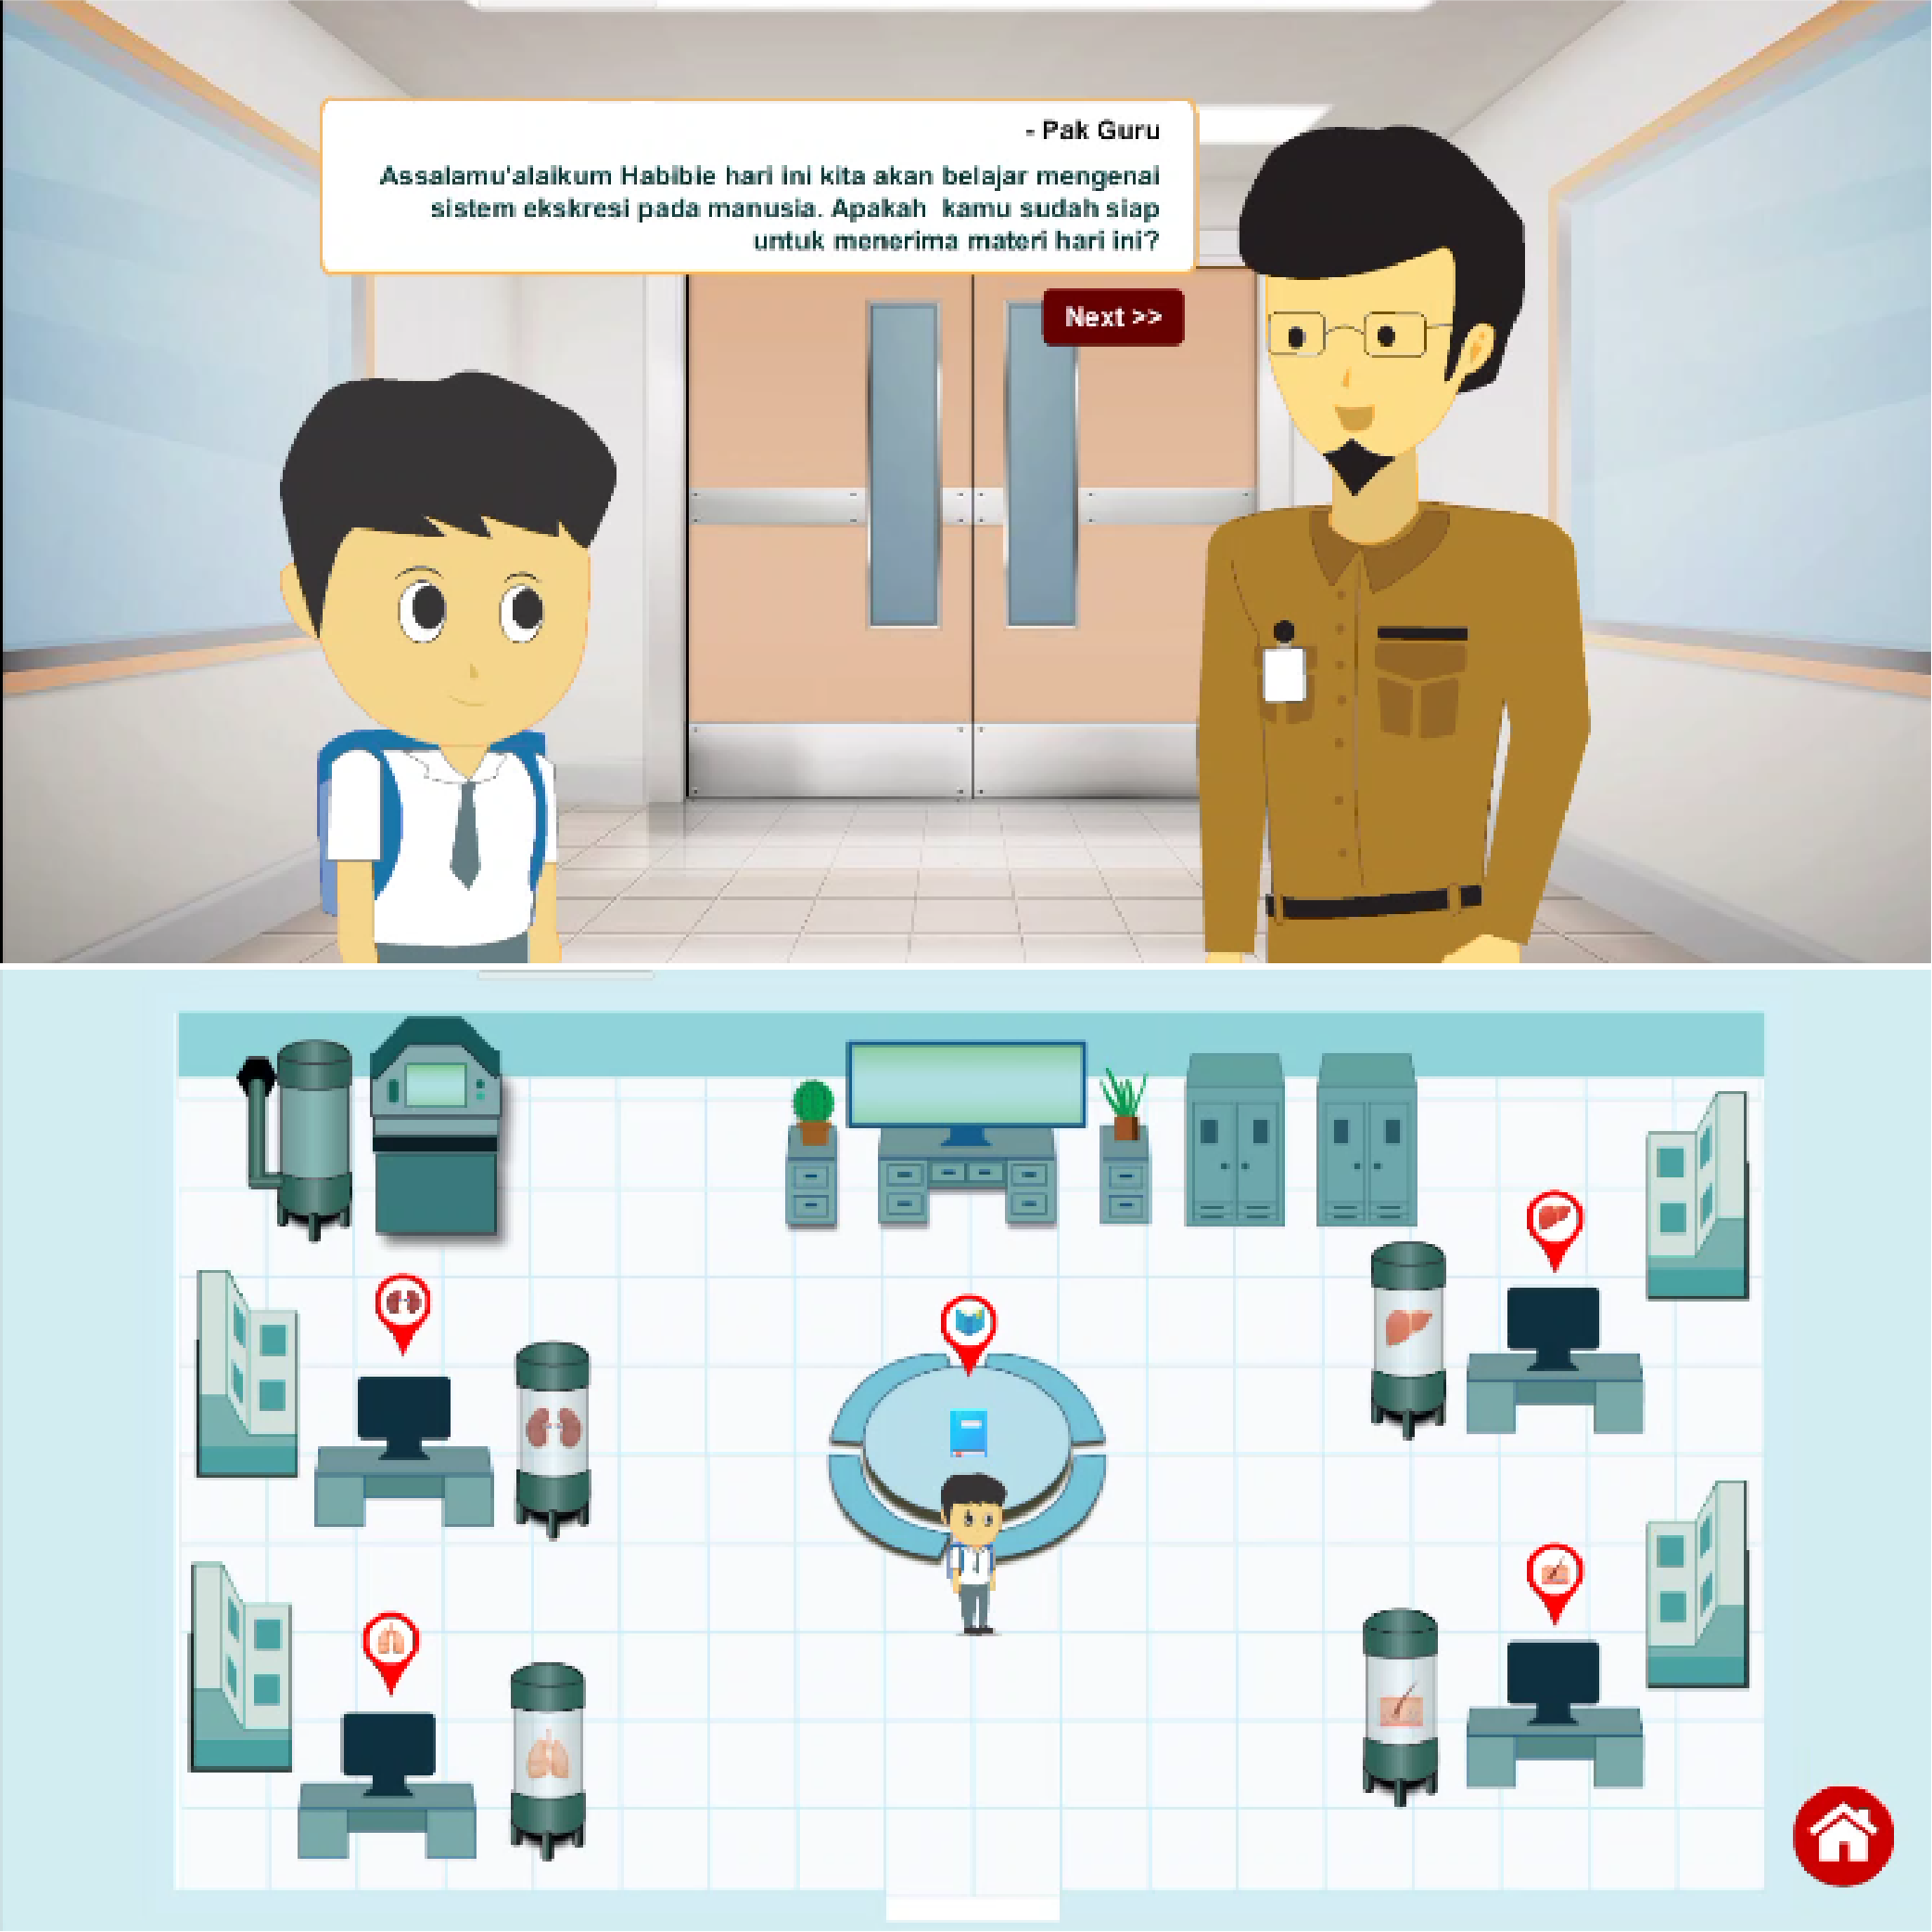 - Pak Guru
Assalamu'alaikum Habibie hari ini kita akan belajar mengenai
sistem ekskresi pada manusia. Apakah kamu sudah siap
untuk menerima materi hari ini?
Next >>